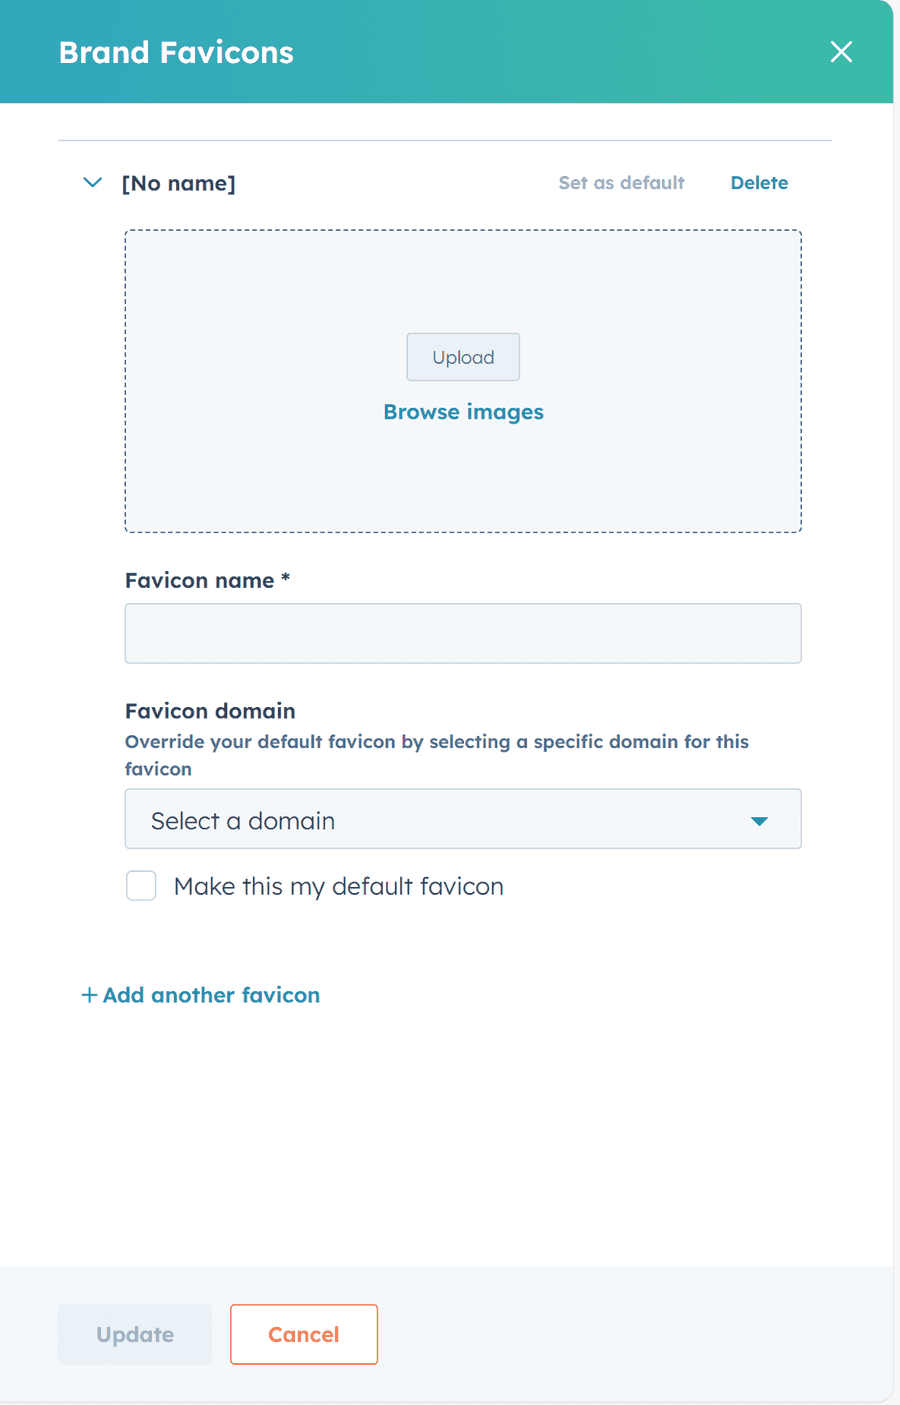 Brand Favicons
[No name]
Set as default
Delete
Upload
Browse images
Favicon name *
Favicon domain
Override your default favicon by selecting a specific domain for this
favicon
Select a domain
Make this my default favicon
+ Add another favicon
Update
Cancel